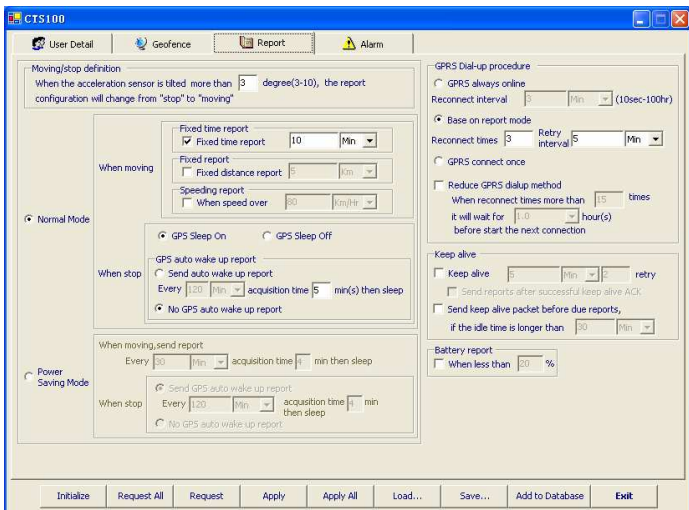 CTS100
User Detail
Geofence
Report
Alarm
Moving/stop definition
When the acceleration sensor is tilted more than 3 degree(3-10), the report
configuration will change from "stop" to "moving"
Normal Mode
When moving
Fixed time report
Fixed time report 10 Min
Fixed report
Fixed distance report 5 Km
Speeding report
When speed over 80 Km/Hr
When stop
GPS Sleep On GPS Sleep Off
GPS auto wake up report
Send auto wake up report
Every 120 Min acquisition time 5 min(s) then sleep
No GPS auto wake up report
Power
Saving Mode
When moving,send report
Every 30 Min acquisition time 4 min then sleep
When stop
Send GPS auto wake up report
Every 120 Min acquisition time 4 min
then sleep
No GPS auto wake up report
GPRS Dial-up procedure
GPRS always online
Reconnect interval 3 Min (10sec-100hr)
Base on report mode
Reconnect times 3 Retry interval 5 Min
GPRS connect once
Reduce GPRS dialup method
When reconnect times more than 15 times
it will wait for 1.0 hour(s)
before start the next connection
Keep alive
Keep alive 5 Min 2 retry
Send reports after successful keep alive ACK
Send keep alive packet before due reports,
if the idle time is longer than 30 Min
Battery report
When less than 20 %
Initialize
Request All
Request
Apply
Apply All
Load...
Save...
Add to Database
Exit